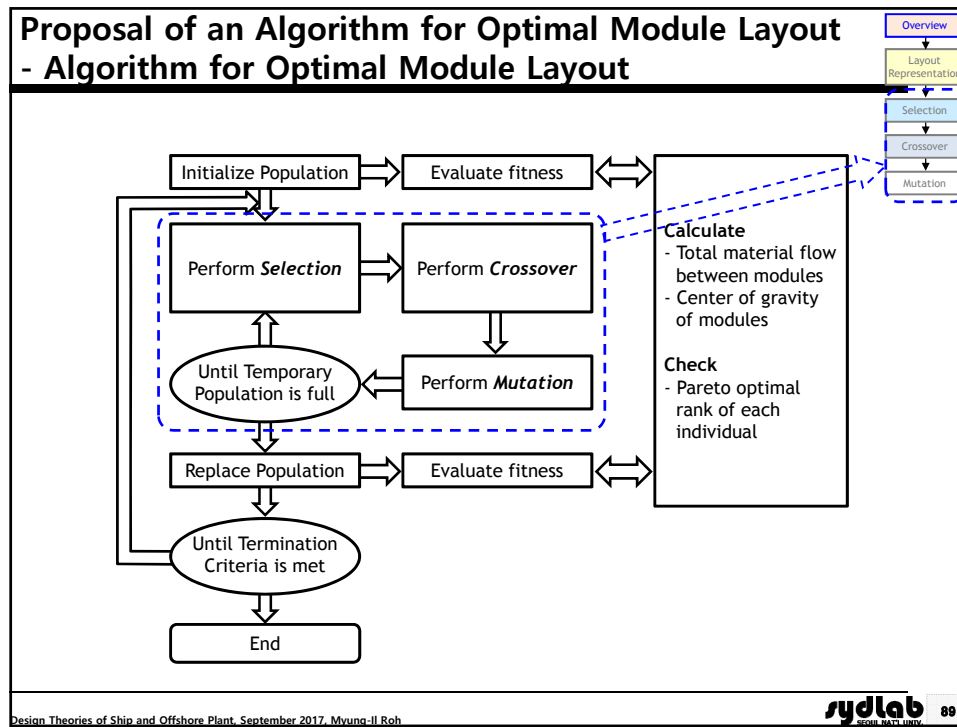 Proposal of an Algorithm for Optimal Module Layout
- Algorithm for Optimal Module Layout
Overview
Layout
Representation
Selection
Crossover
Mutation
Initialize Population
Evaluate fitness
Perform Selection
Perform Crossover
Until Temporary
Population is full
Perform Mutation
Replace Population
Evaluate fitness
Until Termination
Criteria is met
End
Calculate
- Total material flow
between modules
- Center of gravity
of modules
Check
- Pareto optimal
rank of each
individual
Design Theories of Ship and Offshore Plant, September 2017, Myung-Il Roh
sydlab
SEOUL NAT'L UNIV.
89